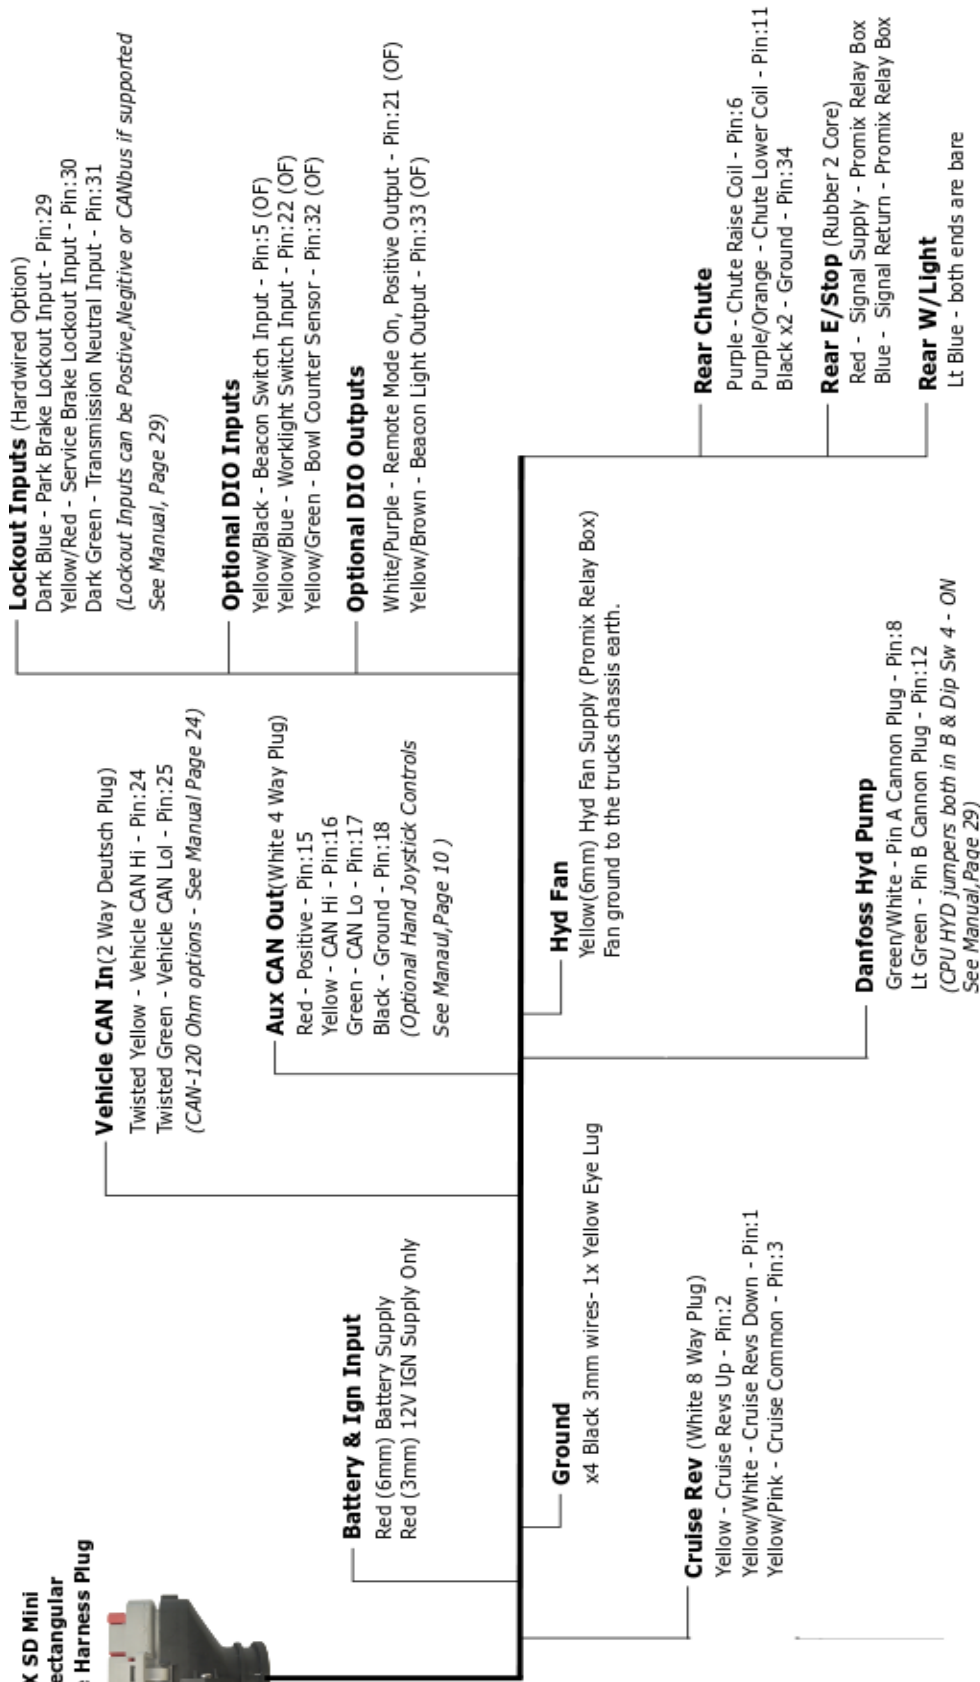 X SD Mini
ectangular
Harness Plug
Battery & Ign Input
Red (6mm) Battery Supply
Red (3mm) 12V IGN Supply Only
Vehicle CAN In(2 Way Deutsch Plug)
Twisted Yellow - Vehicle CAN Hi - Pin:24
Twisted Green - Vehicle CAN Lol - Pin:25
(CAN-120 Ohm options - See Manual Page 24)
Aux CAN Out(White 4 Way Plug)
Red - Positive - Pin:15
Yellow - CAN Hi - Pin:16
Green - CAN Lo - Pin:17
Black - Ground - Pin:18
(Optional Hand Joystick Controls
See Manaul,Page 10 )
Lockout Inputs (Hardwired Option)
Dark Blue - Park Brake Lockout Input - Pin:29
Yellow/Red - Service Brake Lockout Input - Pin:30
Dark Green - Transmission Neutral Input - Pin:31
(Lockout Inputs can be Postive,Negitive or CANbus if supported
See Manual, Page 29)
Optional DIO Inputs
Yellow/Black - Beacon Switch Input - Pin:5 (OF)
Yellow/Blue - Worklight Switch Input - Pin:22 (OF)
Yellow/Green - Bowl Counter Sensor - Pin:32 (OF)
Optional DIO Outputs
White/Purple - Remote Mode On, Positive Output - Pin:21 (OF)
Yellow/Brown - Beacon Light Output - Pin:33 (OF)
Ground
x4 Black 3mm wires- 1x Yellow Eye Lug
Cruise Rev (White 8 Way Plug)
Yellow - Cruise Revs Up - Pin:2
Yellow/White - Cruise Revs Down - Pin:1
Yellow/Pink - Cruise Common - Pin:3
Hyd Fan
Yellow(6mm) Hyd Fan Supply (Promix Relay Box)
Fan ground to the trucks chassis earth.
Danfoss Hyd Pump
Green/White - Pin A Cannon Plug - Pin:8
Lt Green - Pin B Cannon Plug - Pin:12
(CPU HYD jumpers both in B & Dip Sw 4 - ON
See Manual,Page 29)
Rear Chute
Purple - Chute Raise Coil - Pin:6
Purple/Orange - Chute Lower Coil - Pin:11
Black x2 - Ground - Pin:34
Rear E/Stop (Rubber 2 Core)
Red - Signal Supply - Promix Relay Box
Blue - Signal Return - Promix Relay Box
Rear W/Light
Lt Blue - both ends are bare